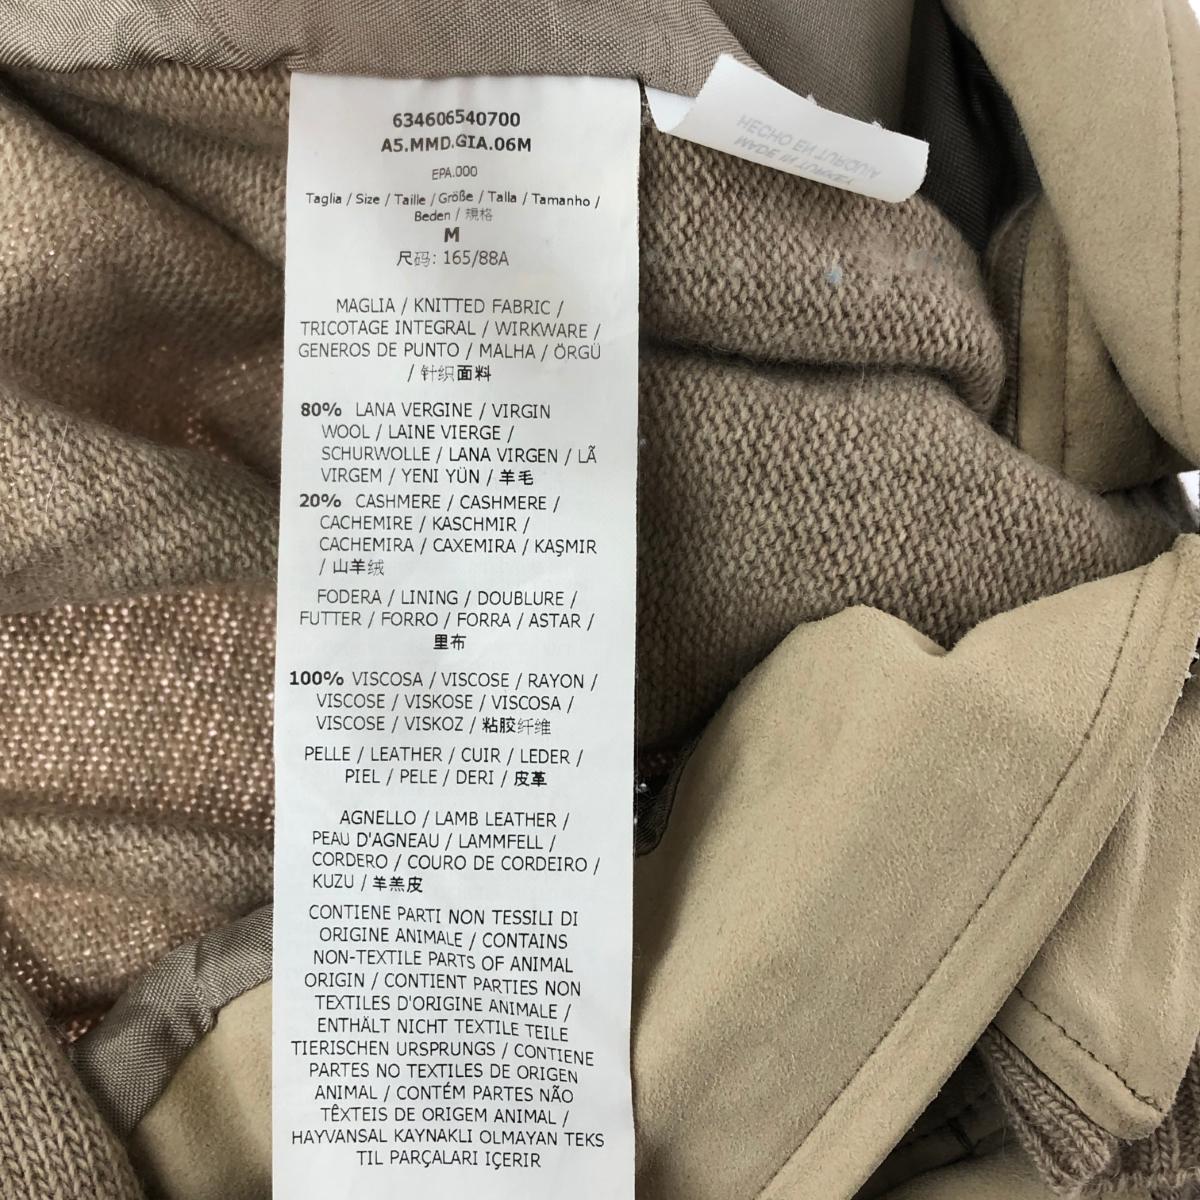 634606540700
A5.MMD.GIA.06M
EPA.000
Taglia / Size / Taille / Größe / Talla / Tamanho /
Beden / 規格
M
尺码: 165/88A
MAGLIA / KNITTED FABRIC /
TRICOTAGE INTEGRAL / WIRKWARE /
GENEROS DE PUNTO / MALHA / ÖRGÜ
/ 针织面料
80% LANA VERGINE / VIRGIN
WOOL / LAINE VIERGE /
SCHURWOLLE / LANA VIRGEN / LÃ
VIRGEM / YENI YÜN / 羊毛
20% CASHMERE / CASHMERE /
CACHEMIRE / KASCHMIR /
CACHEMIRA / CAXEMIRA / KAŞMIR
/ 山羊绒
FODERA / LINING / DOUBLURE /
FUTTER / FORRO / FORRA / ASTAR /
里布
100% VISCOSA / VISCOSE / RAYON /
VISCOSE / VISKOSE / VISCOSA /
VISCOSE / VISKOZ / 粘胶纤维
PELLE / LEATHER / CUIR / LEDER /
PIEL / PELE / DERI / 皮革
AGNELLO / LAMB LEATHER /
PEAU D'AGNEAU / LAMMFELL /
CORDERO / COURO DE CORDEIRO /
KUZU / 羊羔皮
CONTIENE PARTI NON TESSILI DI
ORIGINE ANIMALE / CONTAINS
NON-TEXTILE PARTS OF ANIMAL
ORIGIN / CONTIENT PARTIES NON
TEXTILES D'ORIGINE ANIMALE /
ENTHÄLT NICHT TEXTILE TEILE
TIERISCHEN URSPRUNGS / CONTIENE
PARTES NO TEXTILES DE ORIGEN
ANIMAL / CONTÉM PARTES NÃO
TÊXTEIS DE ORIGEM ANIMAL /
HAYVANSAL KAYNAKLI OLMAYAN TEKS
TIL PARÇALARI IÇERIR
MADE IN TURKEY
HECHO EN TURQUIA